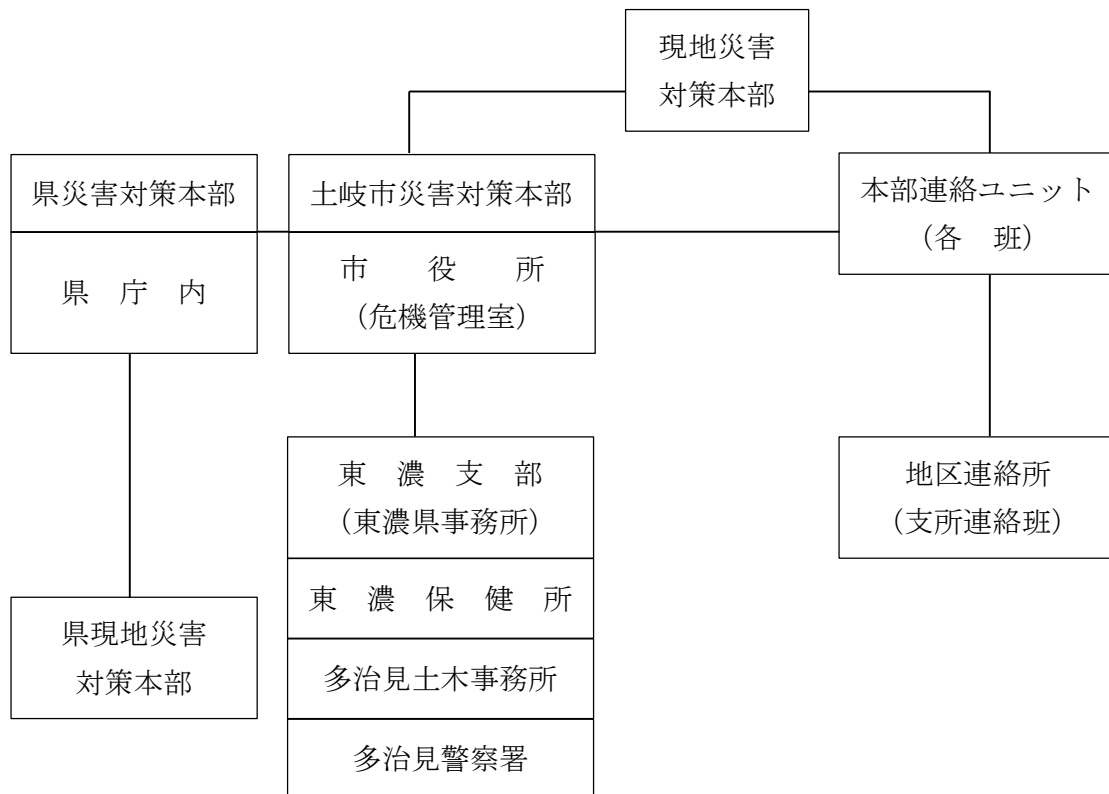 現地災害
対策本部
県災害対策本部
県 庁 内
土岐市災害対策本部
市 役 所
（危機管理室）
本部連絡ユニット
（各 班）
東 濃 支 部
（東濃県事務所）
東 濃 保 健 所
多治見土木事務所
多治見警察署
地区連絡所
（支所連絡班）
県現地災害
対策本部